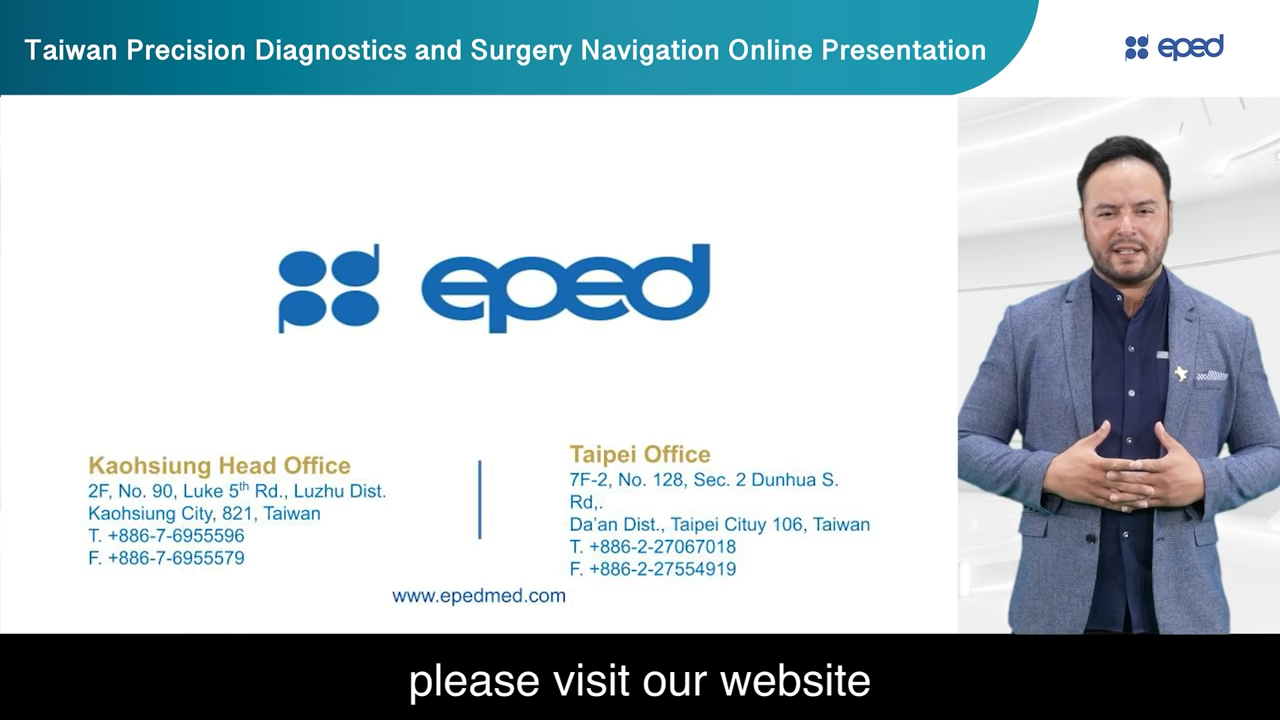 Taiwan Precision Diagnostics and Surgery Navigation Online Presentation
eped
eped
Kaohsiung Head Office
2F, No. 90, Luke 5th Rd., Luzhu Dist.
Kaohsiung City, 821, Taiwan
T. +886-7-6955596
F. +886-7-6955579
Taipei Office
7F-2, No. 128, Sec. 2 Dunhua S.
Rd,.
Da'an Dist., Taipei Cituy 106, Taiwan
T. +886-2-27067018
F. +886-2-27554919
www.epedmed.com
please visit our website